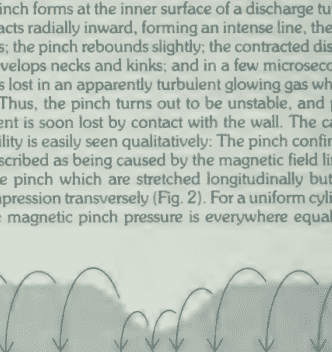 inch forms at the inner surface of a discharge tu
acts radially inward, forming an intense line, the
s; the pinch rebounds slightly; the contracted dis
velops necks and kinks; and in a few microseco
s lost in an apparently turbulent glowing gas wh
Thus, the pinch turns out to be unstable, and
ent is soon lost by contact with the wall. The ca
ility is easily seen qualitatively: The pinch confin
scribed as being caused by the magnetic field li
e pinch which are stretched longitudinally but
mpression transversely (Fig. 2). For a uniform cyli
magnetic pinch pressure is everywhere equal